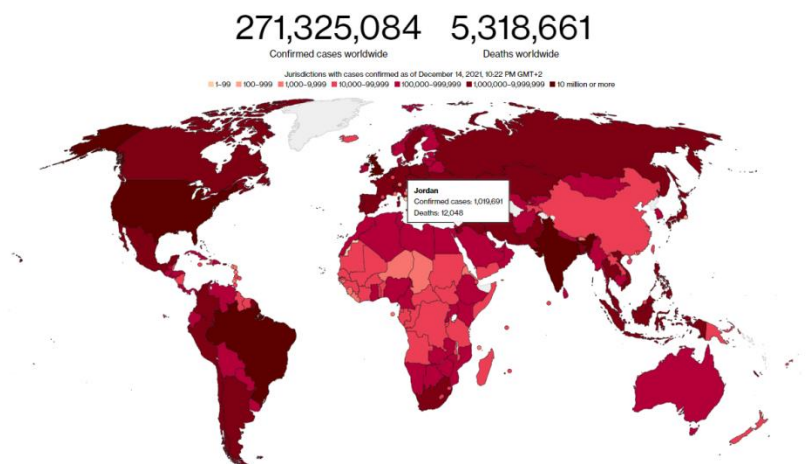 271,325,084 5,318,661
Confirmed cases worldwide Deaths worldwide
Jurisdictions with cases confirmed as of December 14, 2021, 10:22 PM GMT+2
1–99 100–999 1,000–9,999 10,000–99,999 100,000–999,999 1,000,000–9,999,999 10 million or more
Jordan
Confirmed cases: 1,019,691
Deaths: 12,048